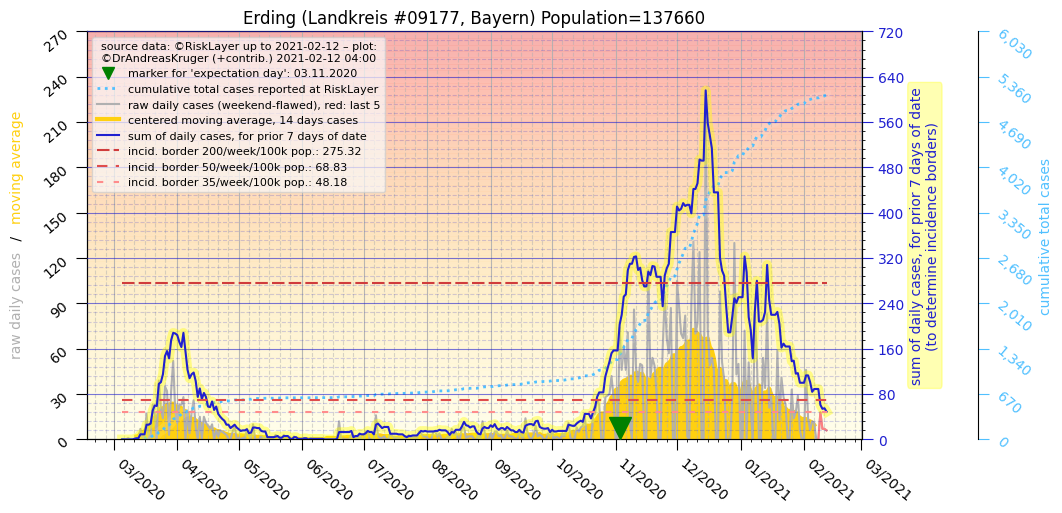 Erding (Landkreis #09177, Bayern) Population=137660
source data: ©RiskLayer up to 2021-02-12 – plot:
©DrAndreasKruger (+contrib.) 2021-02-12 04:00
marker for 'expectation day': 03.11.2020
cumulative total cases reported at RiskLayer
raw daily cases (weekend-flawed), red: last 5
centered moving average, 14 days cases
sum of daily cases, for prior 7 days of date
incid. border 200/week/100k pop.: 275.32
incid. border 50/week/100k pop.: 68.83
incid. border 35/week/100k pop.: 48.18
raw daily cases / moving average
270
240
210
180
150
120
90
60
30
0
03/2020
04/2020
05/2020
06/2020
07/2020
08/2020
09/2020
10/2020
11/2020
12/2020
01/2021
02/2021
03/2021
720
640
560
480
400
320
240
160
80
0
sum of daily cases, for prior 7 days of date
(to determine incidence borders)
6,030
5,360
4,690
4,020
3,350
2,680
2,010
1,340
670
0
cumulative total cases